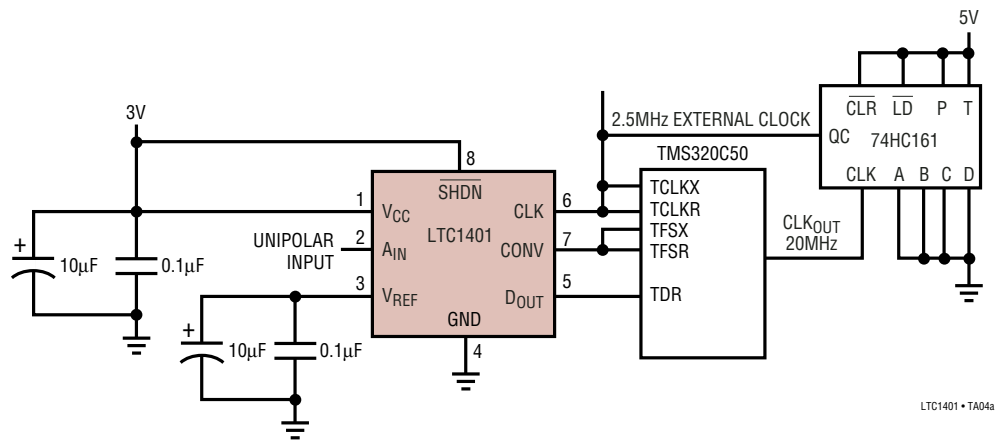 5V
CLR LD P T
2.5MHz EXTERNAL CLOCK
QC 74HC161
3V
TMS320C50
8
CLK A B C D
SHDN
TCLKX
1
6
VCC
CLK
TCLKR
LTC1401
CLKOUT
20MHz
UNIPOLAR
INPUT
2
AIN
7
CONV
TFSX
TFSR
+
10µF
0.1µF
3
VREF
5
DOUT
TDR
GND
+
10µF
0.1µF
4
LTC1401 • TA04a